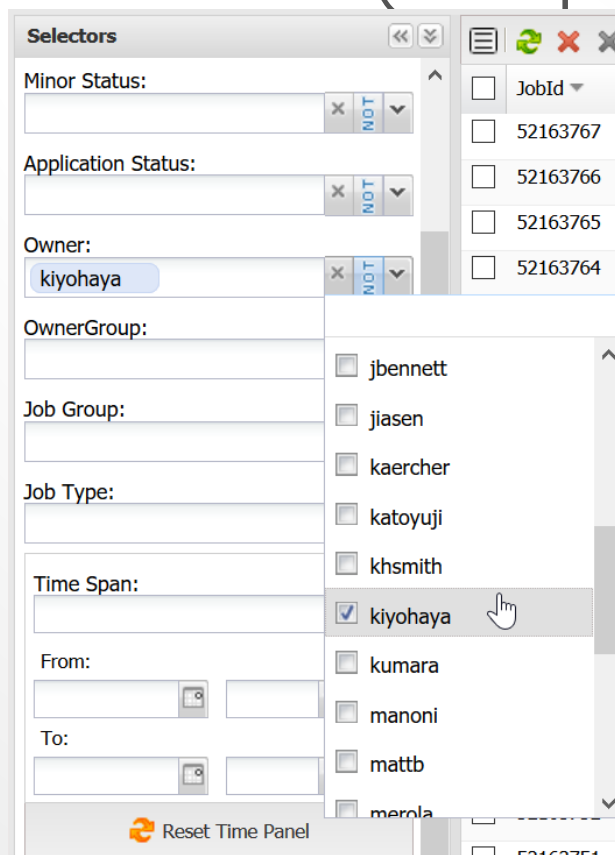 Selectors
Minor Status:
NOT
Application Status:
NOT
Owner:
kiyohaya
NOT
OwnerGroup:
Job Group:
Job Type:
Time Span:
From:
To:
Reset Time Panel
jbennett
jiasen
kaercher
katoyuji
khsmith
kiyohaya
kumara
manoni
mattb
merola
JobId
52163767
52163766
52163765
52163764